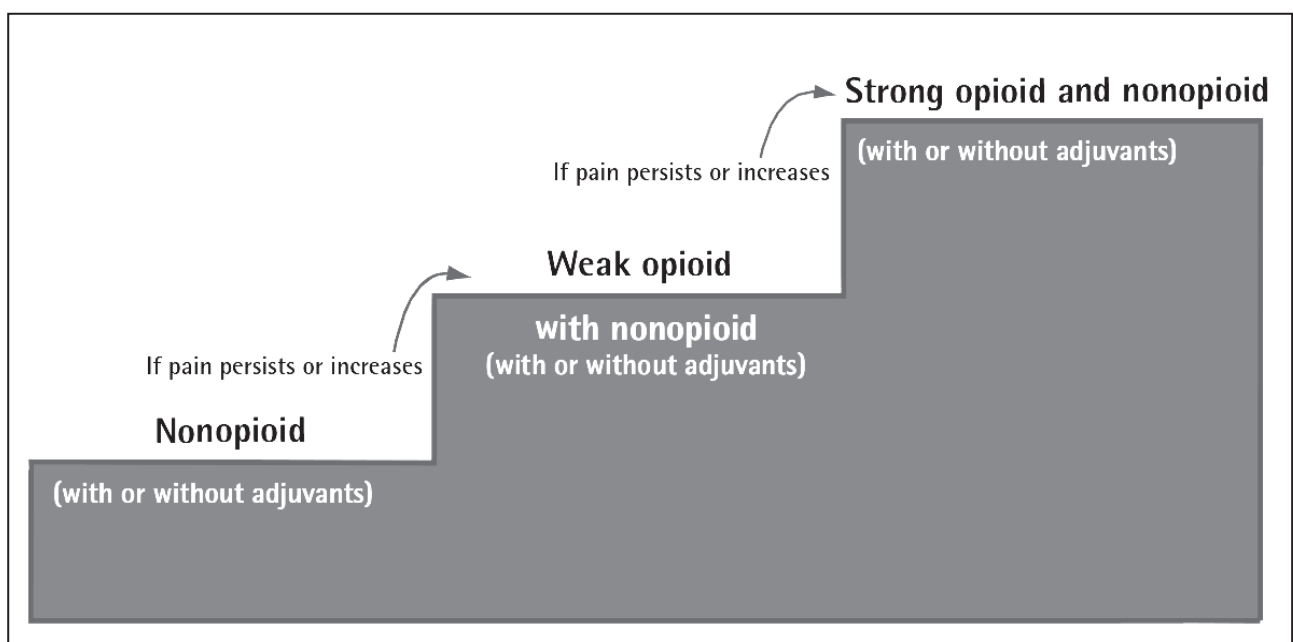 Strong opioid and nonopioid
(with or without adjuvants)
If pain persists or increases
Weak opioid
with nonopioid
(with or without adjuvants)
If pain persists or increases
Nonopioid
(with or without adjuvants)